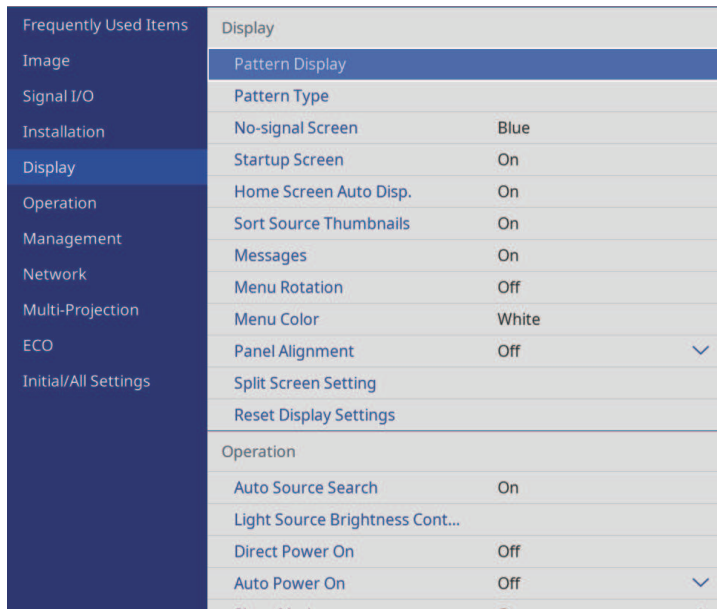 Frequently Used Items
Image
Signal I/O
Installation
Display
Operation
Management
Network
Multi-Projection
ECO
Initial/All Settings
Display
Pattern Display
Pattern Type
No-signal Screen Blue
Startup Screen On
Home Screen Auto Disp. On
Sort Source Thumbnails On
Messages On
Menu Rotation Off
Menu Color White
Panel Alignment Off
Split Screen Setting
Reset Display Settings
Operation
Auto Source Search On
Light Source Brightness Cont...
Direct Power On Off
Auto Power On Off